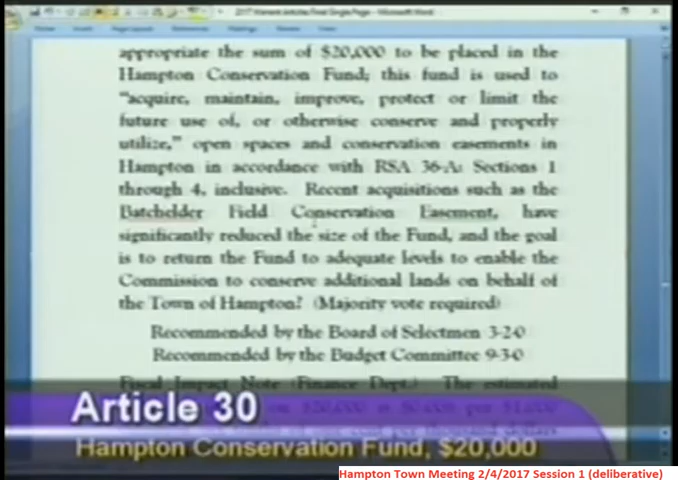 appropriate the sum of $20,000 to be placed in the
Hampton Conservation Fund; this fund is used to
"acquire, maintain, improve, protect or limit the
future use of, or otherwise conserve and properly
utilize," open spaces and conservation easements in
Hampton in accordance with RSA 36-A: Sections 1
through 4, inclusive. Recent acquisitions such as the
Batchelder Field Conservation Easement, have
significantly reduced the size of the Fund, and the goal
is to return the Fund to adequate levels to enable the
Commission to conserve additional lands on behalf of
the Town of Hampton? (Majority vote required)
Recommended by the Board of Selectmen 3-2-0
Recommended by the Budget Committee 9-3-0
Fiscal Impact Note (Finance Dept.) The estimated
Article 30
Hampton Conservation Fund, $20,000
Hampton Town Meeting 2/4/2017 Session 1 (deliberative)